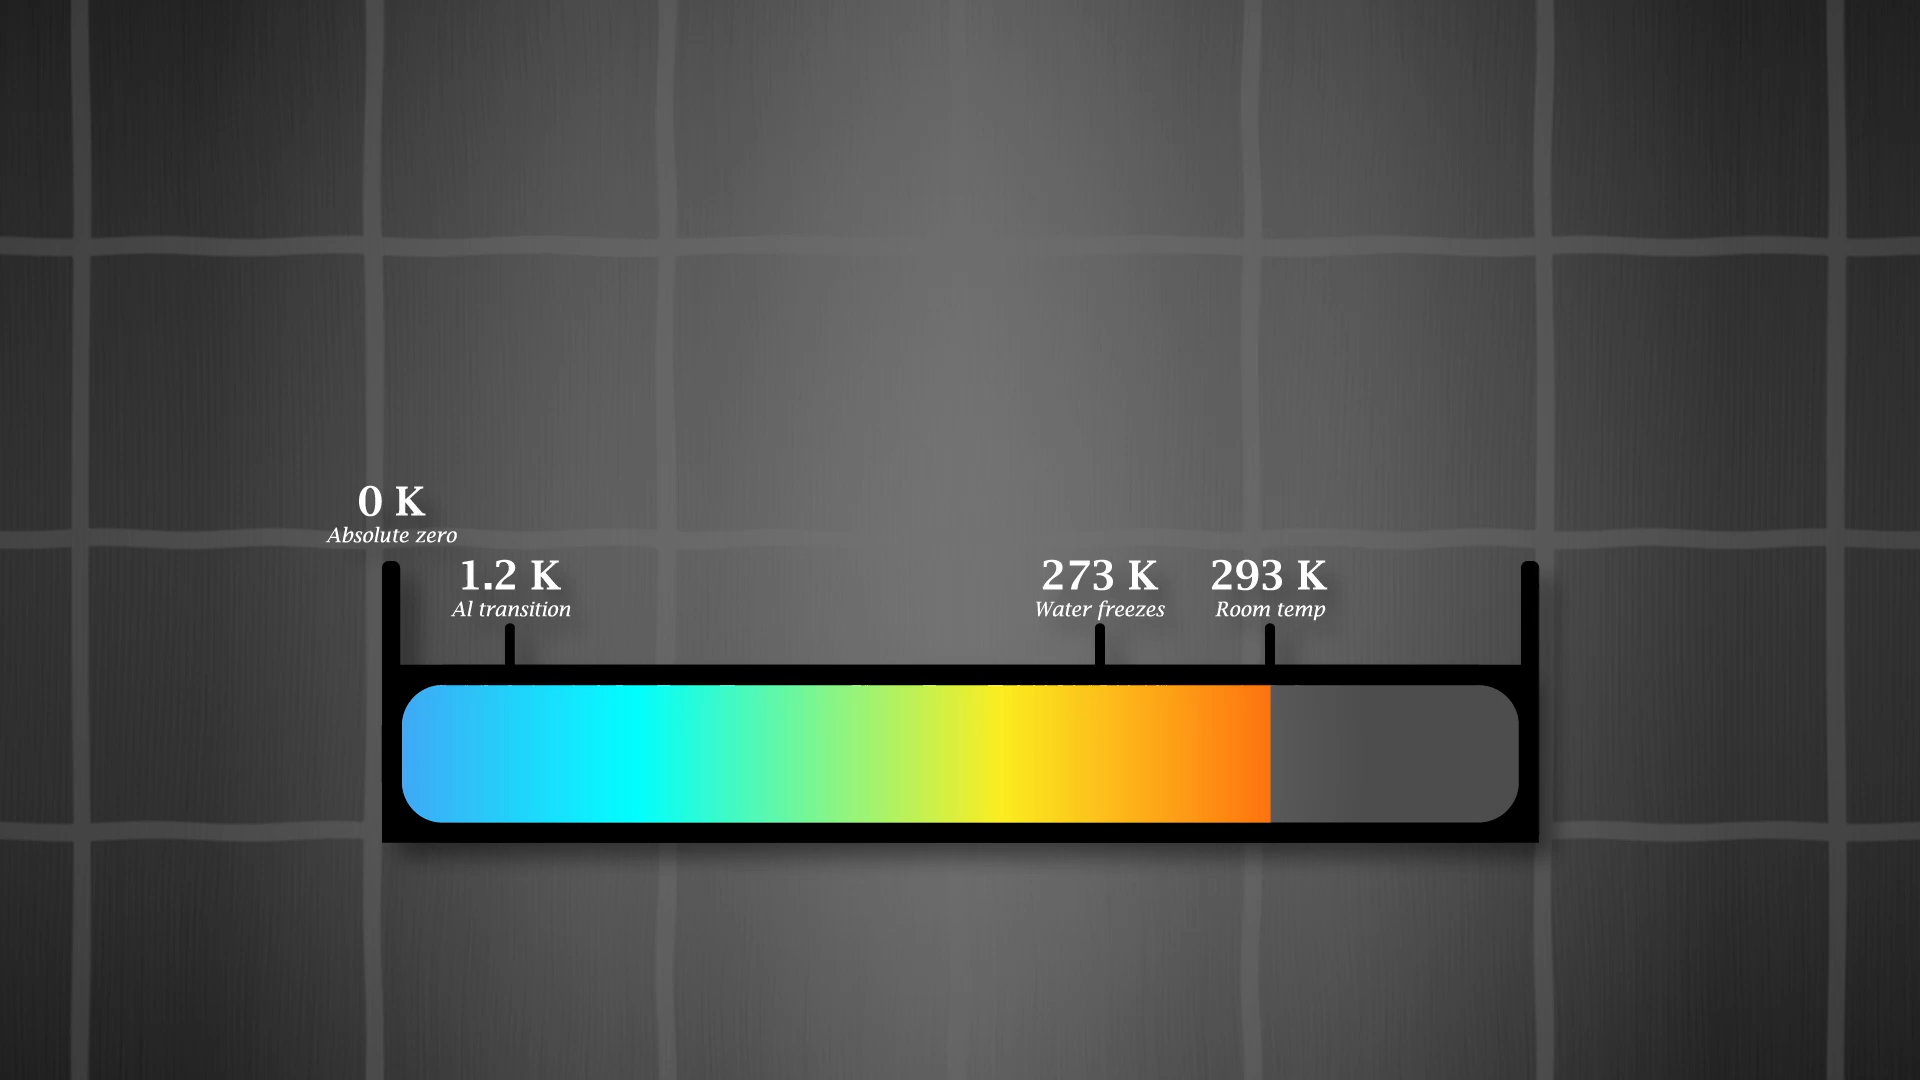 0 K
Absolute zero
1.2 K
Al transition
273 K
Water freezes
293 K
Room temp